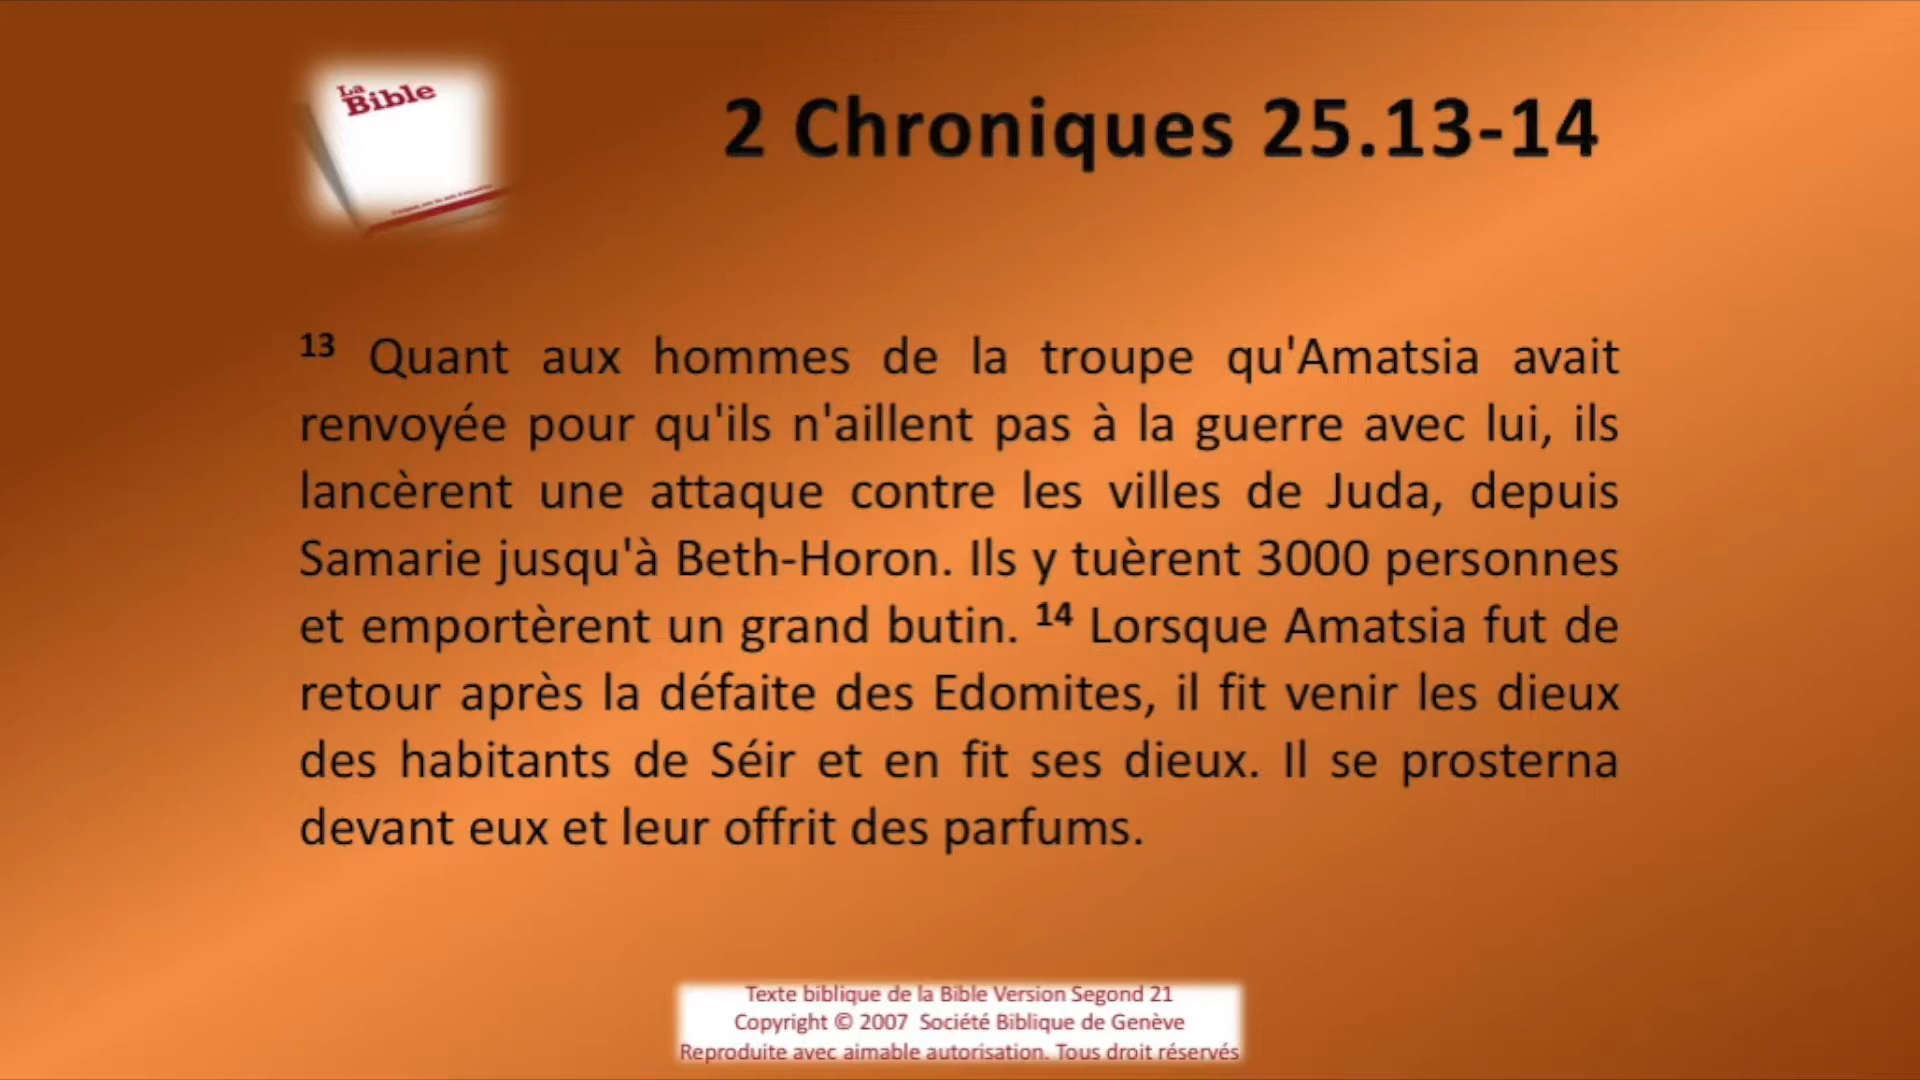 La
Bible
2 Chroniques 25.13-14
13 Quant aux hommes de la troupe qu'Amatsia avait
renvoyée pour qu'ils n'aillent pas à la guerre avec lui, ils
lancèrent une attaque contre les villes de Juda, depuis
Samarie jusqu'à Beth-Horon. Ils y tuèrent 3000 personnes
et emportèrent un grand butin. 14 Lorsque Amatsia fut de
retour après la défaite des Edomites, il fit venir les dieux
des habitants de Séir et en fit ses dieux. Il se prosterna
devant eux et leur offrit des parfums.
Texte biblique de la Bible Version Segond 21
Copyright © 2007 Société Biblique de Genève
Reproduite avec aimable autorisation. Tous droit réservés